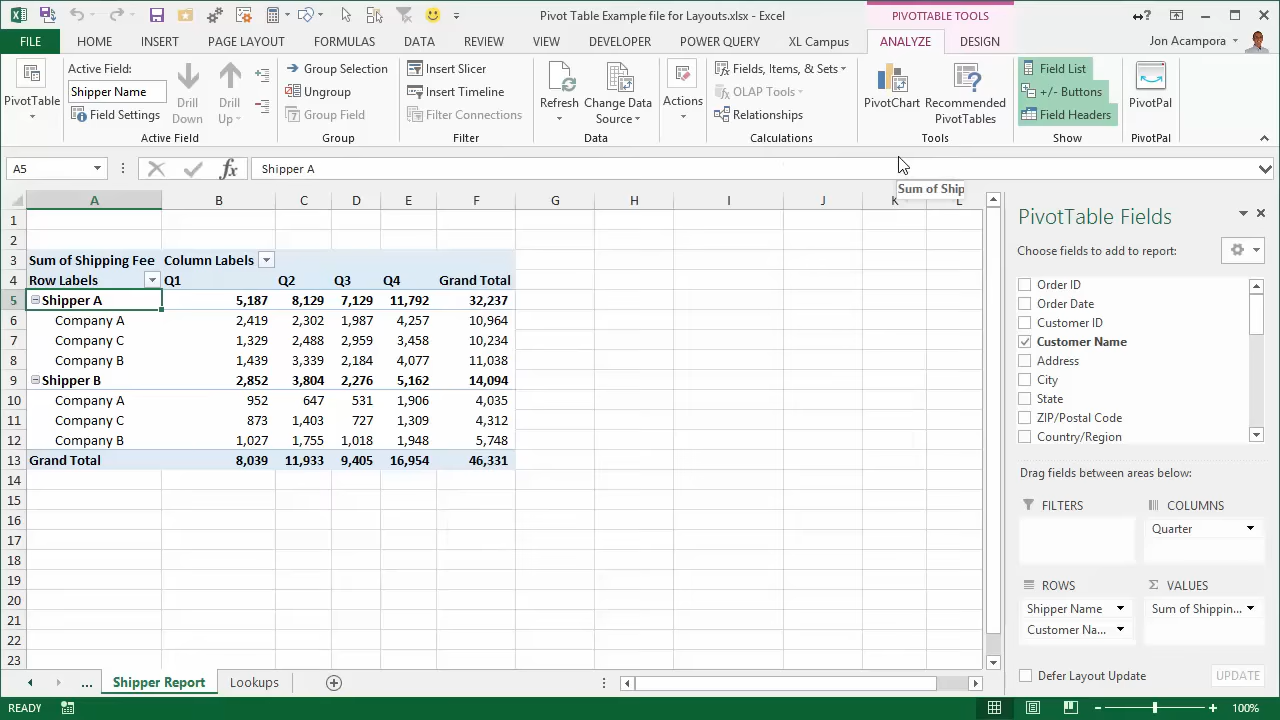 Pivot Table Example file for Layouts.xlsx - Excel
PIVOTTABLE TOOLS
FILE HOME INSERT PAGE LAYOUT FORMULAS DATA REVIEW VIEW DEVELOPER POWERPIVOT XL Campus ANALYZE DESIGN Jon Acampora
PivotTable
Active Field:
Shipper Name
Field Settings
Active Field
Drill Down
Drill Up
Group Selection
Ungroup
Group Field
Group
Insert Slicer
Insert Timeline
Filter Connections
Filter
Refresh
Change Data Source
Data
Actions
Fields, Items, & Sets
OLAP Tools
Relationships
Calculations
PivotChart
Recommended PivotTables
Tools
Field List
+/- Buttons
Field Headers
Show
PivotPal
PivotPal
A5 fx Shipper A
Sum of Ship
A B C D E F G H I J K L
1
2
3 Sum of Shipping Fee Column Labels
4 Row Labels Q1 Q2 Q3 Q4 Grand Total
5 Shipper A 5,187 8,129 7,129 11,792 32,237
6 Company A 2,419 2,302 1,987 4,257 10,964
7 Company C 1,329 2,488 2,959 3,458 10,234
8 Company B 1,439 3,339 2,184 4,077 11,038
9 Shipper B 2,852 3,804 2,276 5,162 14,094
10 Company A 952 647 531 1,906 4,035
11 Company C 873 1,403 727 1,309 4,312
12 Company B 1,027 1,755 1,018 1,948 5,748
13 Grand Total 8,039 11,933 9,405 16,954 46,331
14
15
16
17
18
19
20
21
22
23
PivotTable Fields
Choose fields to add to report:
Order ID
Order Date
Customer ID
Customer Name
Address
City
State
ZIP/Postal Code
Country/Region
Drag fields between areas below:
FILTERS
COLUMNS
Quarter
ROWS
Shipper Name
Customer Na...
VALUES
Sum of Shippin...
Defer Layout Update
UPDATE
... Shipper Report Lookups
READY
100%